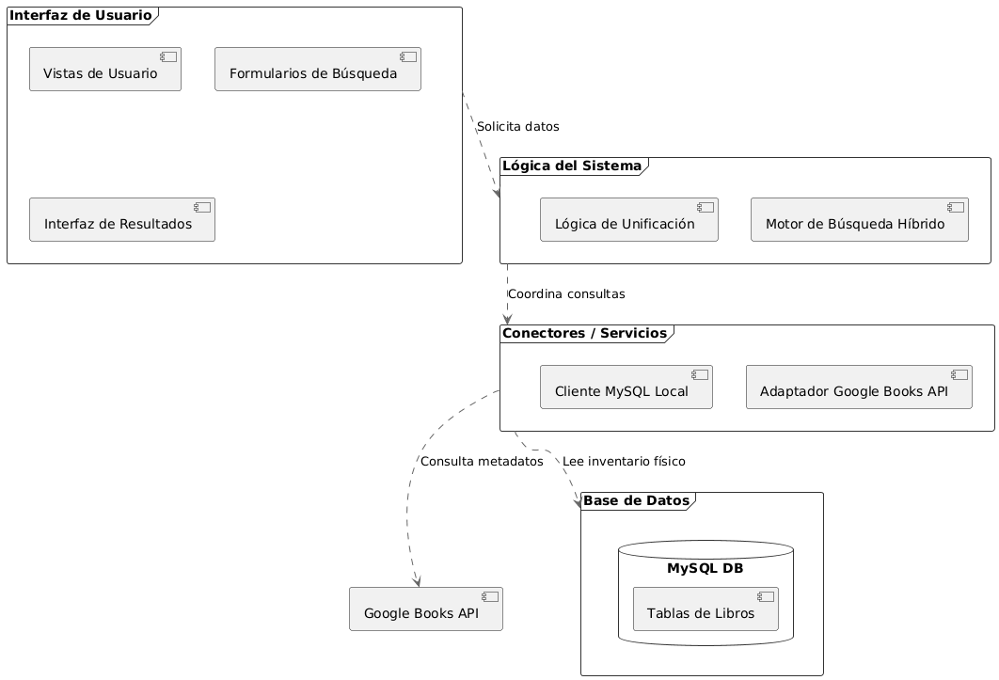 Interfaz de Usuario
Vistas de Usuario
Formularios de Búsqueda
Solicita datos
Interfaz de Resultados
Lógica del Sistema
Lógica de Unificación
Motor de Búsqueda Híbrido
Coordina consultas
Conectores / Servicios
Cliente MySQL Local
Adaptador Google Books API
Consulta metadatos
Lee inventario físico
Base de Datos
MySQL DB
Google Books API
Tablas de Libros